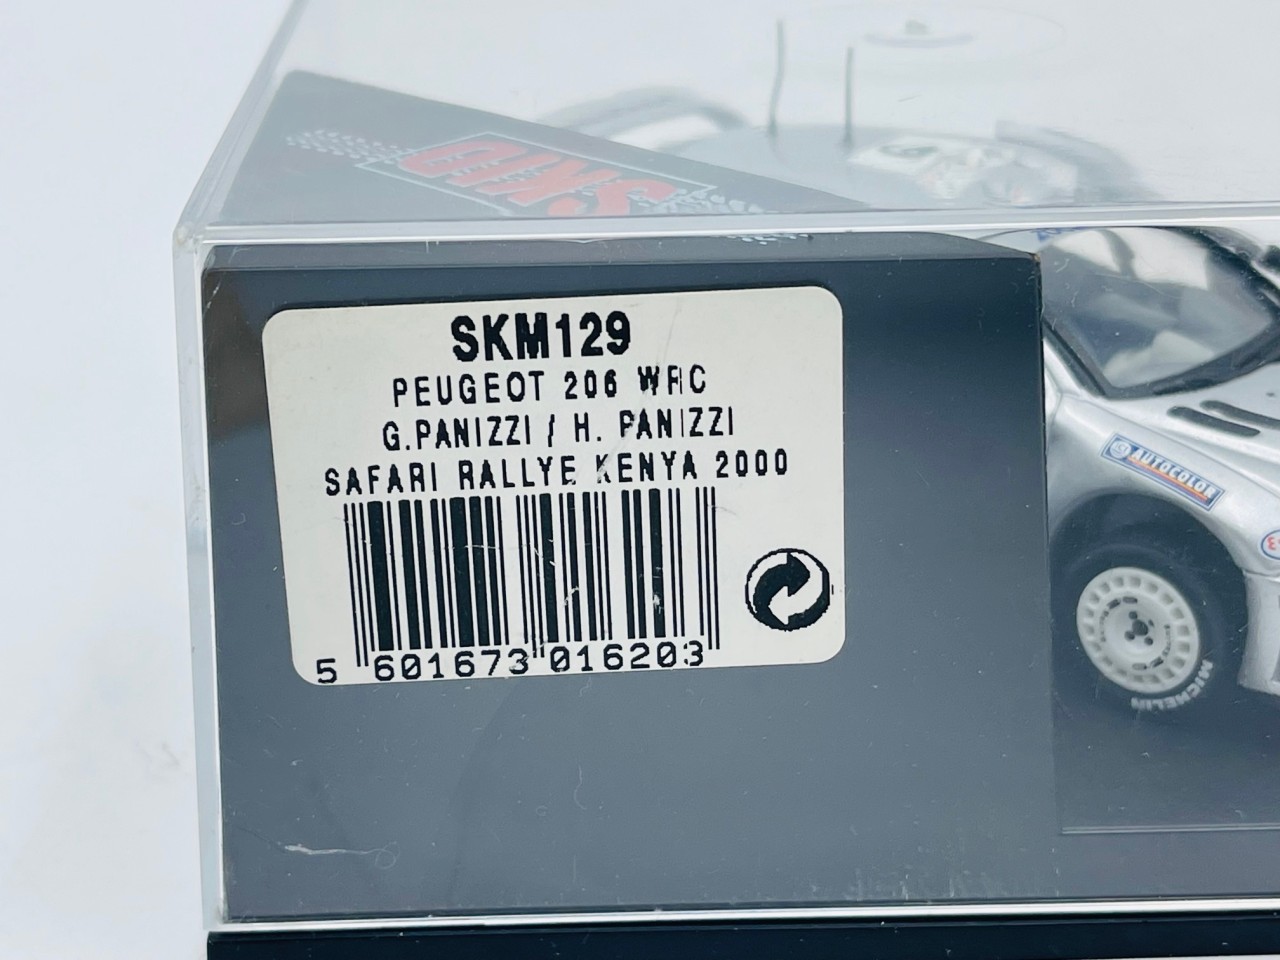 SKID
SKM129
PEUGEOT 206 WRC
G.PANIZZI / H. PANIZZI
SAFARI RALLYE KENYA 2000
5 601673 016203
AUTOCOLOR
MICHELIN